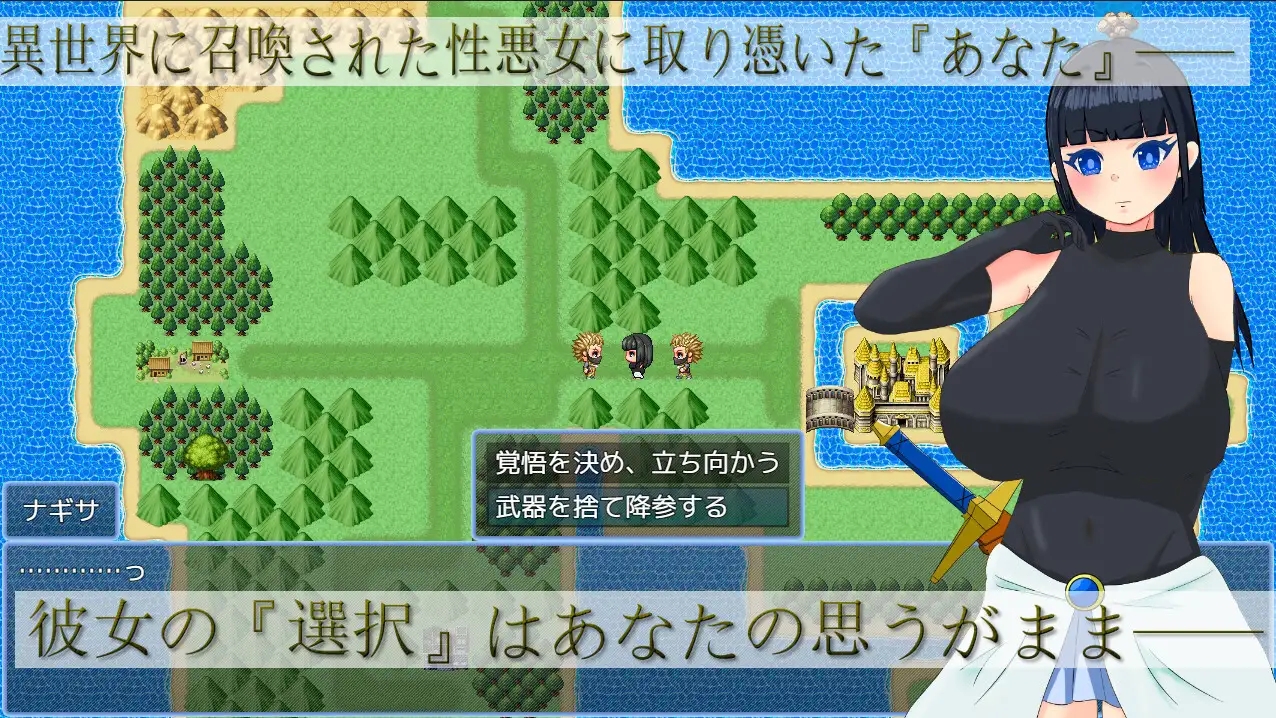 異世界に召喚された性悪女に取り憑いた『あなた』――
覚悟を決め、立ち向かう
武器を捨て降参する
ナギサ
…………っ
彼女の『選択』はあなたの思うがまま――